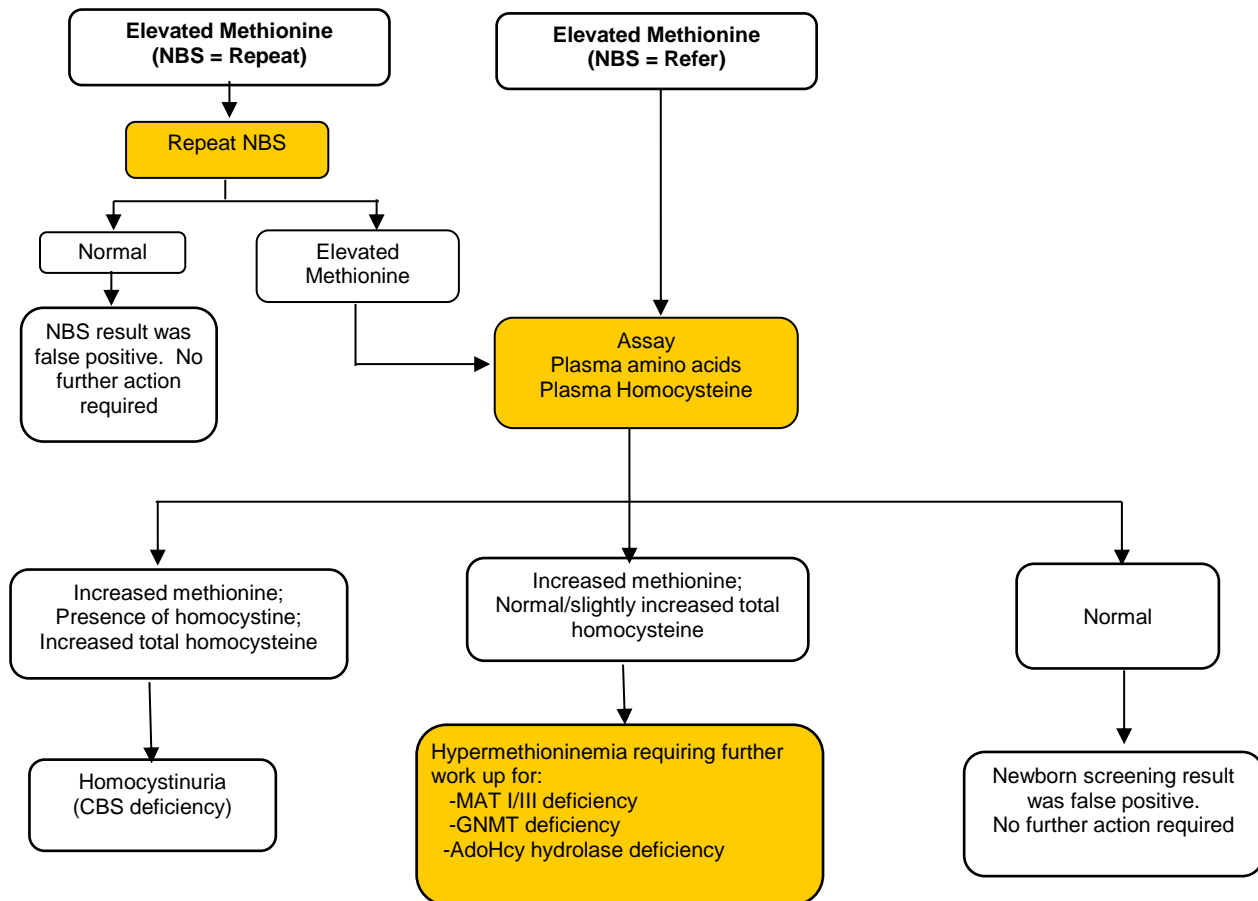 Elevated Methionine
(NBS = Repeat)
Elevated Methionine
(NBS = Refer)
Repeat NBS
Normal
Elevated
Methionine
NBS result was
false positive.  No
further action
required
Assay
Plasma amino acids
Plasma Homocysteine
Increased methionine;
Presence of homocystine;
Increased total homocysteine
Increased methionine;
Normal/slightly increased total
homocysteine
Normal
Homocystinuria
(CBS deficiency)
Hypermethioninemia requiring further
work up for:
-MAT I/III deficiency
-GNMT deficiency
-AdoHcy hydrolase deficiency
Newborn screening result
was false positive.
No further action required